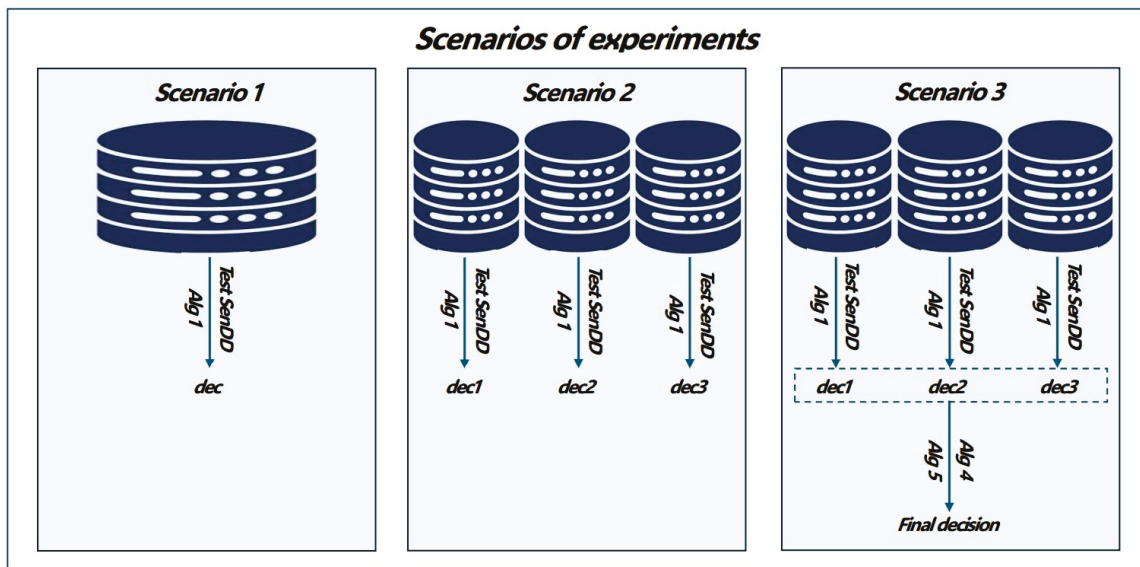 Scenarios of experiments
Scenario 1
Test SenDD
Alg 1
dec
Scenario 2
Test SenDD
Alg 1
Test SenDD
Alg 1
Test SenDD
Alg 1
dec1 dec2 dec3
Scenario 3
Test SenDD
Alg 1
Test SenDD
Alg 1
Test SenDD
Alg 1
dec1 dec2 dec3
Alg 4
Alg 5
Final decision